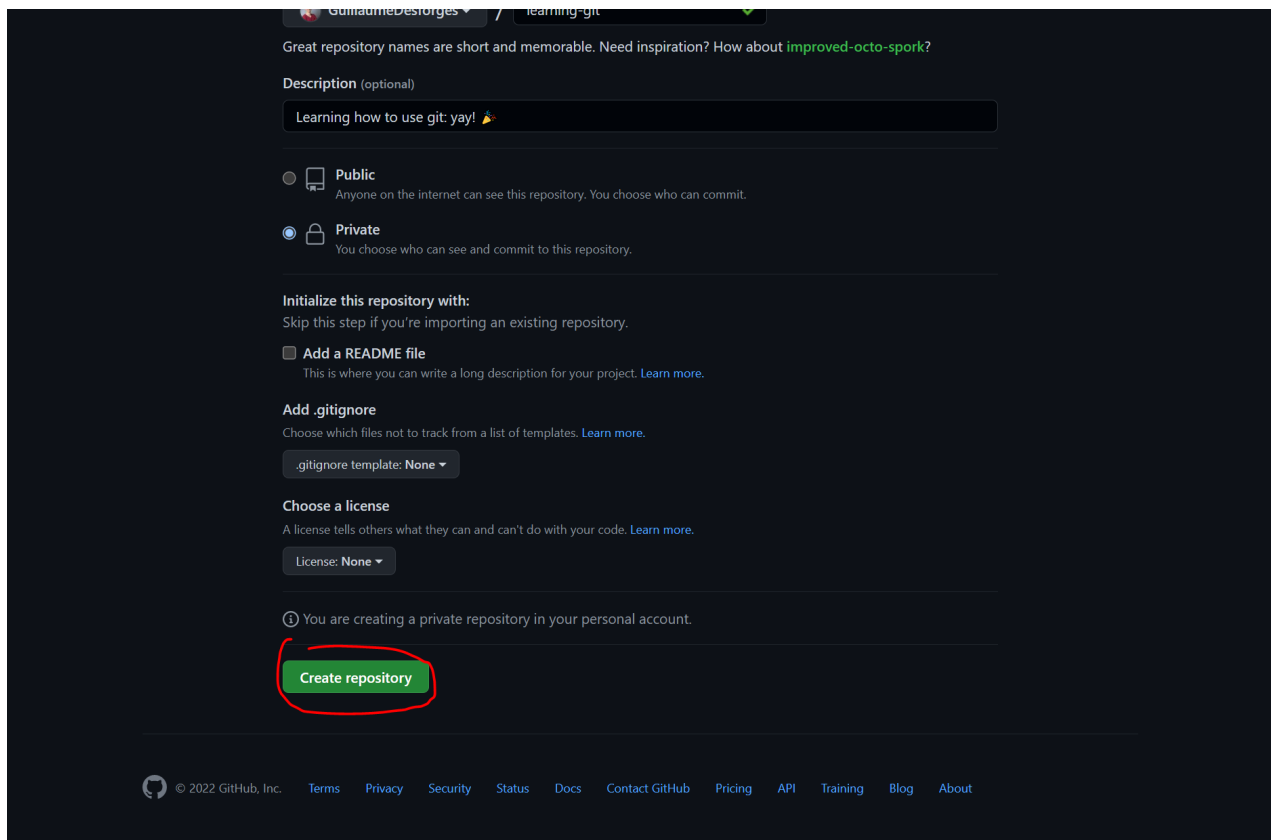 GuillaumeDesforges / learning-git
Great repository names are short and memorable. Need inspiration? How about improved-octo-spork?
Description (optional)
Learning how to use git: yay! 🎉
Public
Anyone on the internet can see this repository. You choose who can commit.
Private
You choose who can see and commit to this repository.
Initialize this repository with:
Skip this step if you're importing an existing repository.
Add a README file
This is where you can write a long description for your project. Learn more.
Add .gitignore
Choose which files not to track from a list of templates. Learn more.
.gitignore template: None
Choose a license
A license tells others what they can and can't do with your code. Learn more.
License: None
You are creating a private repository in your personal account.
Create repository
© 2022 GitHub, Inc. Terms Privacy Security Status Docs Contact GitHub Pricing API Training Blog About